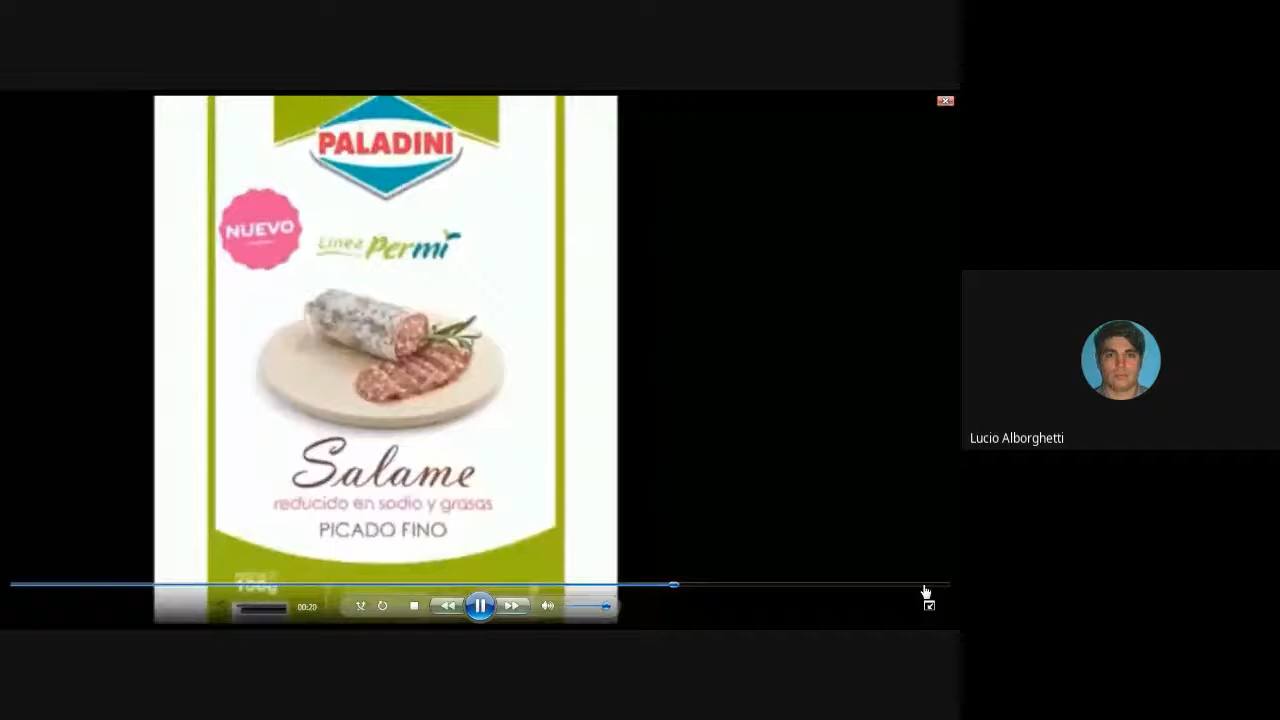 PALADINI
NUEVO
Línea Permi
Salame
reducido en sodio y grasas
PICADO FINO
00:20
Lucio Alborghetti